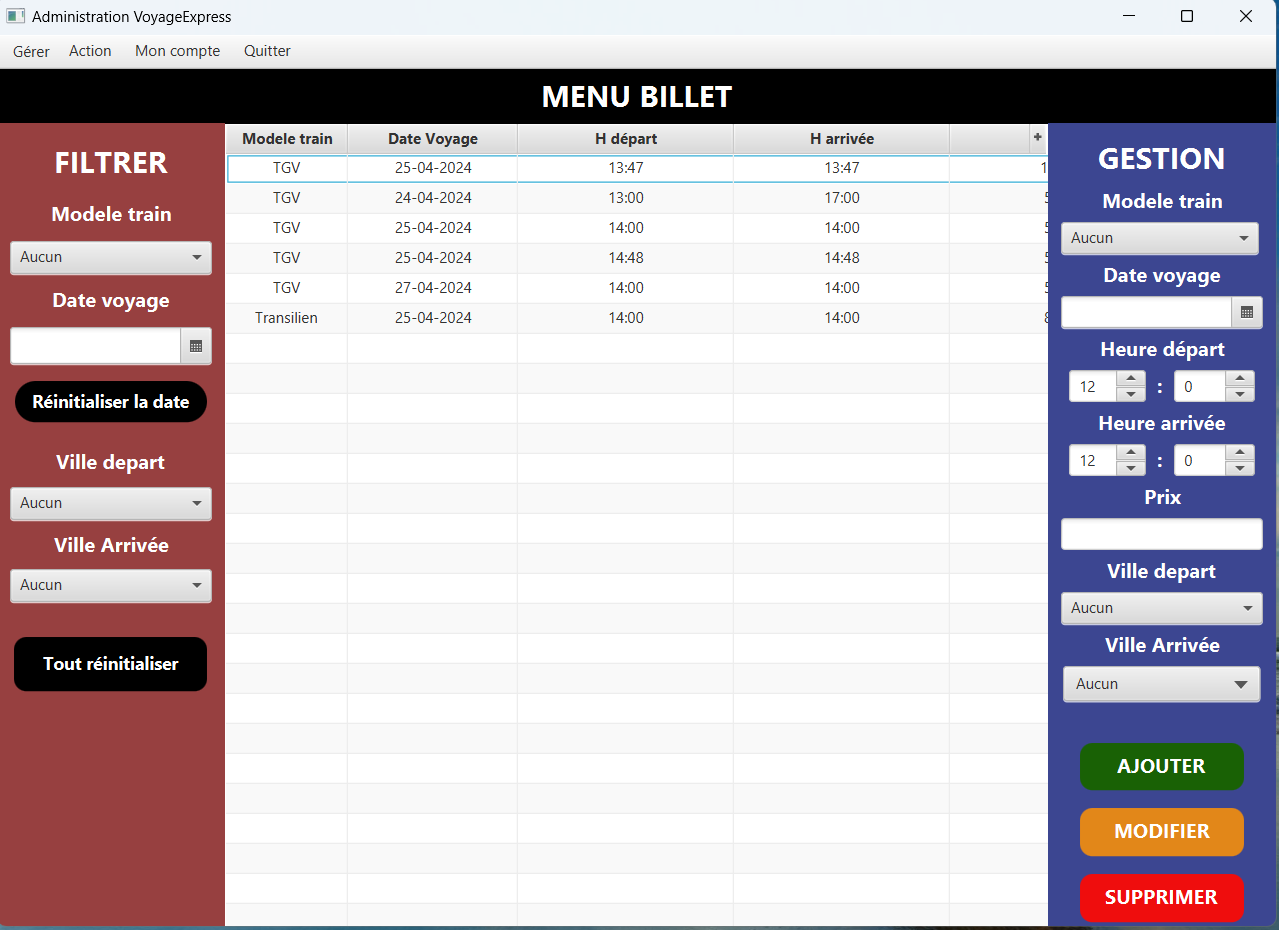 Administration VoyageExpress
Gérer Action Mon compte Quitter
MENU BILLET
FILTRER
Modele train
Aucun
Date voyage
Réinitialiser la date
Ville depart
Aucun
Ville Arrivée
Aucun
Tout réinitialiser
Modele train Date Voyage H départ H arrivée +
TGV 25-04-2024 13:47 13:47 1
TGV 24-04-2024 13:00 17:00
TGV 25-04-2024 14:00 14:00
TGV 25-04-2024 14:48 14:48
TGV 27-04-2024 14:00 14:00
Transilien 25-04-2024 14:00 14:00
GESTION
Modele train
Aucun
Date voyage
Heure départ
12 : 0
Heure arrivée
12 : 0
Prix
Ville depart
Aucun
Ville Arrivée
Aucun
AJOUTER
MODIFIER
SUPPRIMER